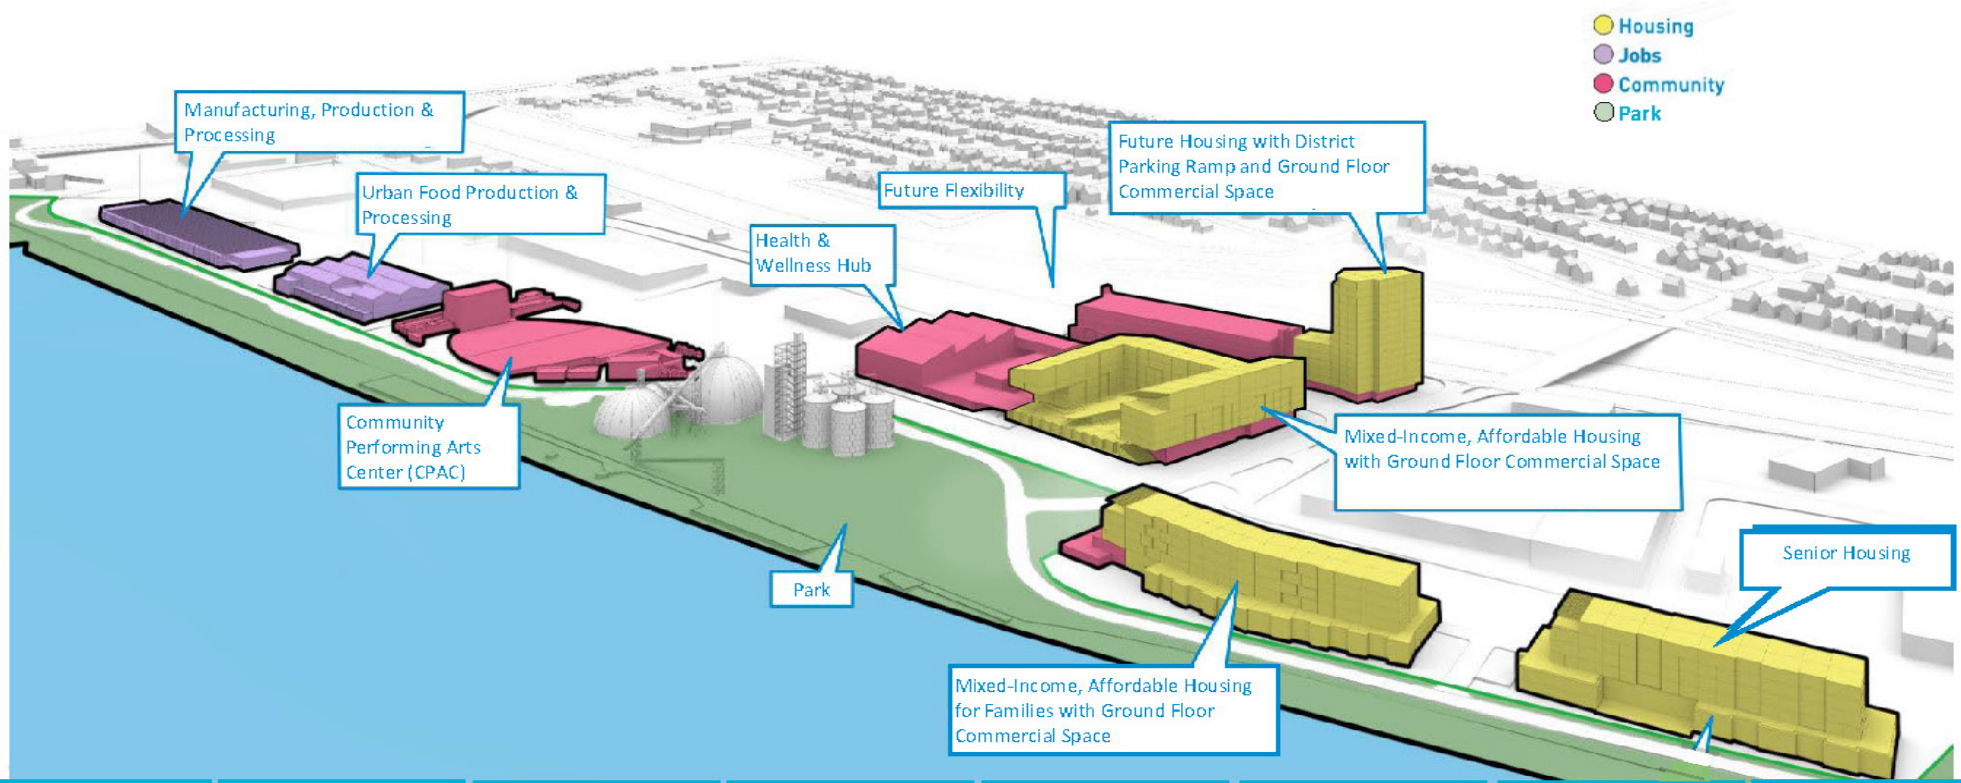 Housing
Jobs
Community
Park
Manufacturing, Production &
Processing
Urban Food Production &
Processing
Future Housing with District
Parking Ramp and Ground Floor
Commercial Space
Future Flexibility
Health &
Wellness Hub
Community
Performing Arts
Center (CPAC)
Mixed-Income, Affordable Housing
with Ground Floor Commercial Space
Senior Housing
Park
Mixed-Income, Affordable Housing
for Families with Ground Floor
Commercial Space